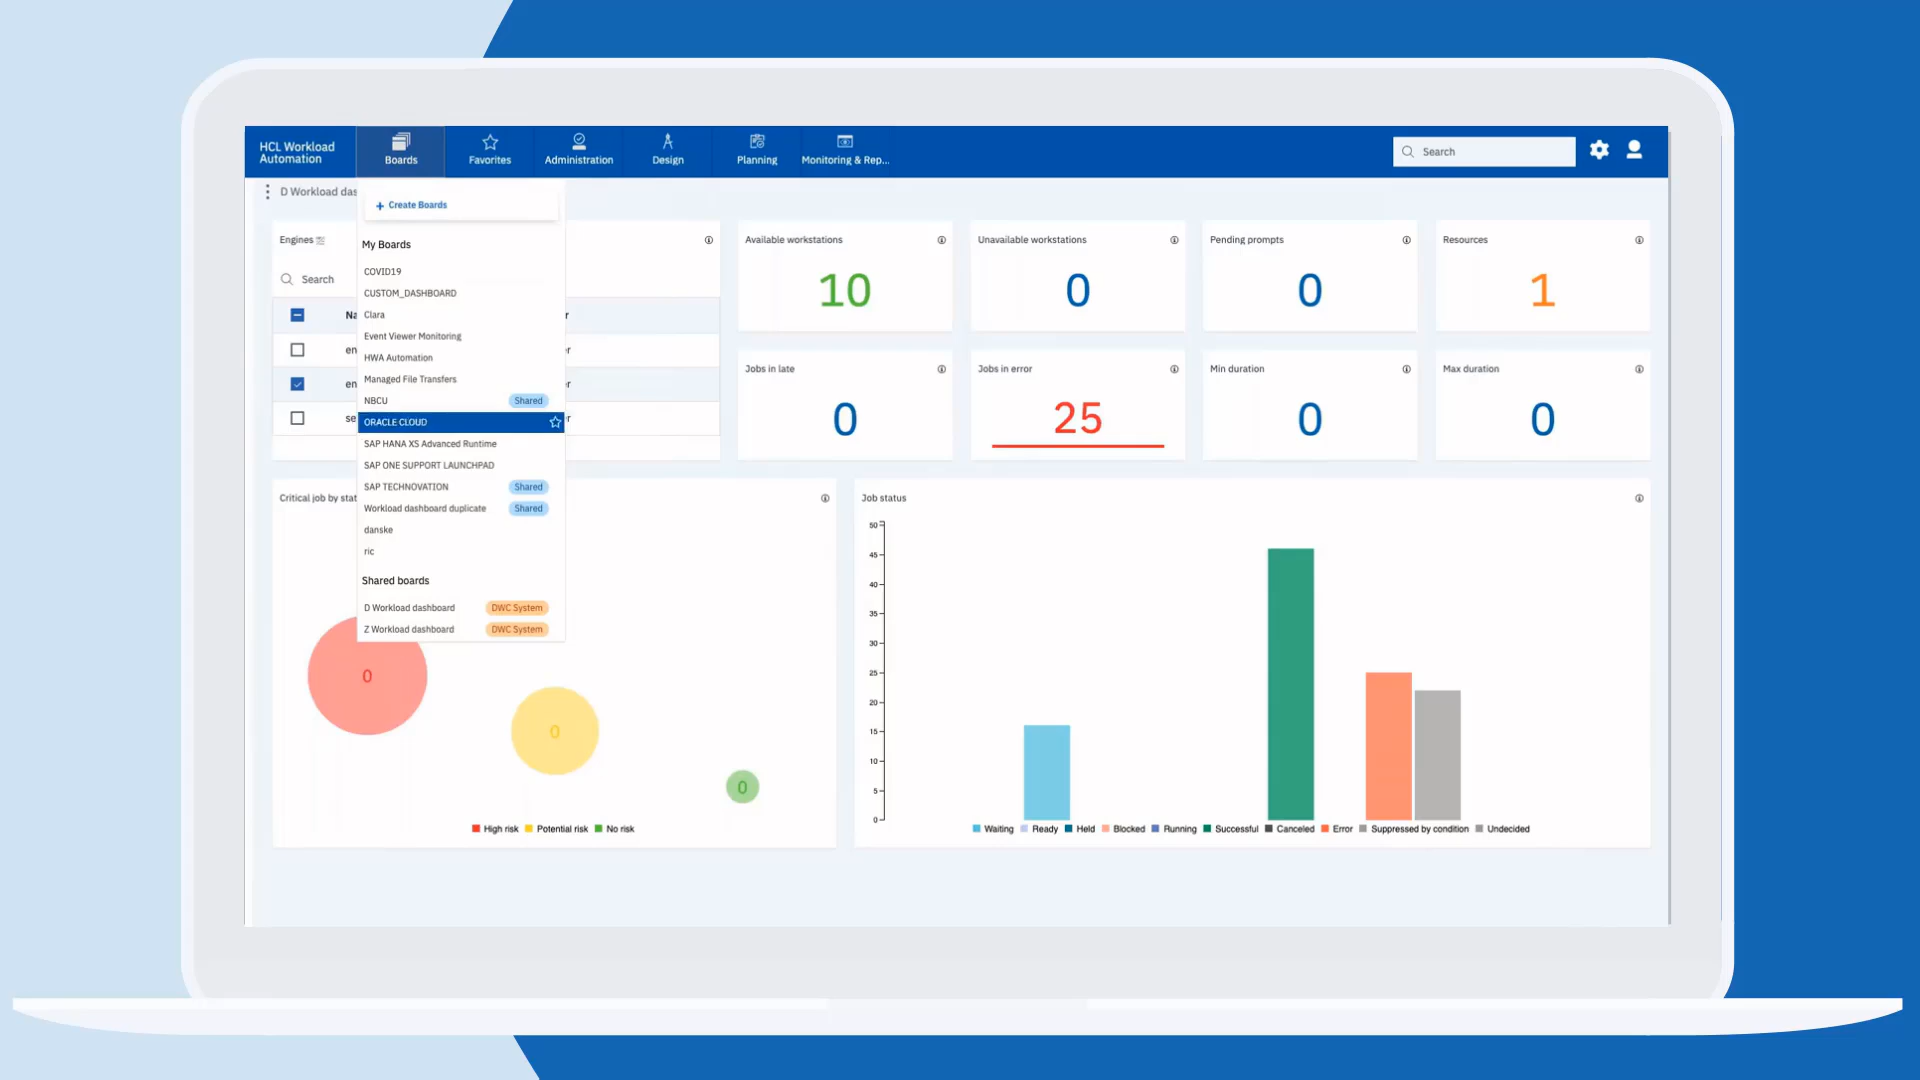 HCL Workload
Automation
Boards
Favorites
Administration
Design
Planning
Monitoring & Rep...
Search
D Workload das
+ Create Boards
My Boards
COVID19
CUSTOM_DASHBOARD
Clara
Event Viewer Monitoring
HWA Automation
Managed File Transfers
NBCU Shared
ORACLE CLOUD
SAP HANA XS Advanced Runtime
SAP ONE SUPPORT LAUNCHPAD
SAP TECHNOVATION Shared
Workload dashboard duplicate Shared
danske
ric
Shared boards
D Workload dashboard DWC System
Z Workload dashboard DWC System
Engines
Search
Na r
en r
en r
se r
Available workstations
10
Unavailable workstations
0
Pending prompts
0
Resources
1
Jobs in late
0
Jobs in error
25
Min duration
0
Max duration
0
Critical job by stat
0
0
0
High risk Potential risk No risk
Job status
50
45
40
35
30
25
20
15
10
5
0
Waiting Ready Held Blocked Running Successful Canceled Error Suppressed by condition Undecided